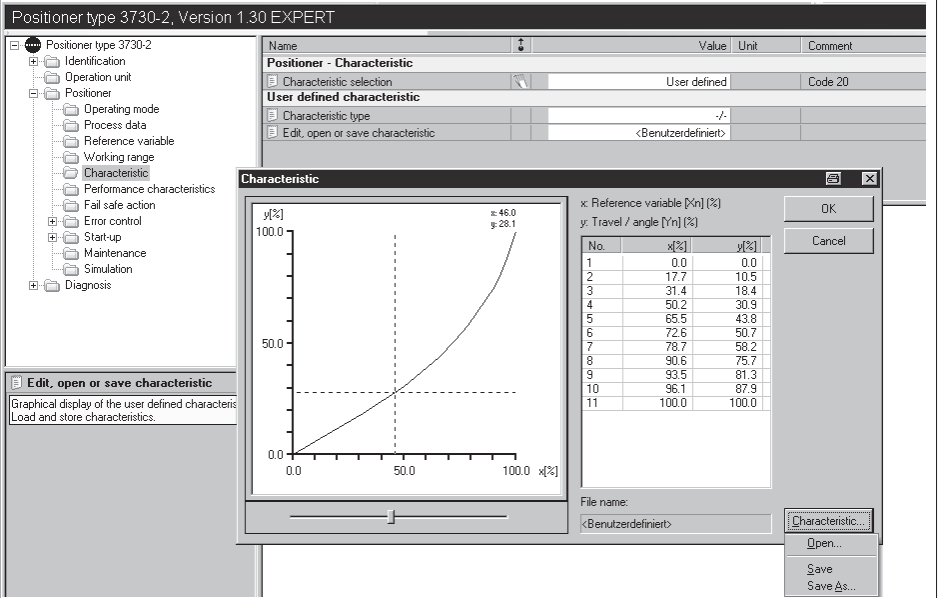 Positioner type 3730-2, Version 1.30 EXPERT
Positioner type 3730-2
Identification
Operation unit
Positioner
Operating mode
Process data
Reference variable
Working range
Characteristic
Performance characteristics
Fail safe action
Error control
Start-up
Maintenance
Simulation
Diagnosis
Name Value Unit Comment
Positioner - Characteristic
Characteristic selection User defined Code 20
User defined characteristic
Characteristic type -/-
Edit, open or save characteristic <Benutzerdefiniert>
Edit, open or save characteristic
Graphical display of the user defined characteris
Load and store characteristics.
Characteristic
y[%]
x: 46.0
y: 28.1
100.0
50.0
0.0
0.0 50.0 100.0 x[%]
x: Reference variable [Xn] (%)
y: Travel / angle [Yn] (%)
No. x[%] y[%]
1 0.0 0.0
2 17.7 10.5
3 31.4 18.4
4 50.2 30.9
5 65.5 43.8
6 72.6 50.7
7 78.7 58.2
8 90.6 75.7
9 93.5 81.3
10 96.1 87.9
11 100.0 100.0
File name:
<Benutzerdefiniert>
OK
Cancel
Characteristic...
Open...
Save
Save As...